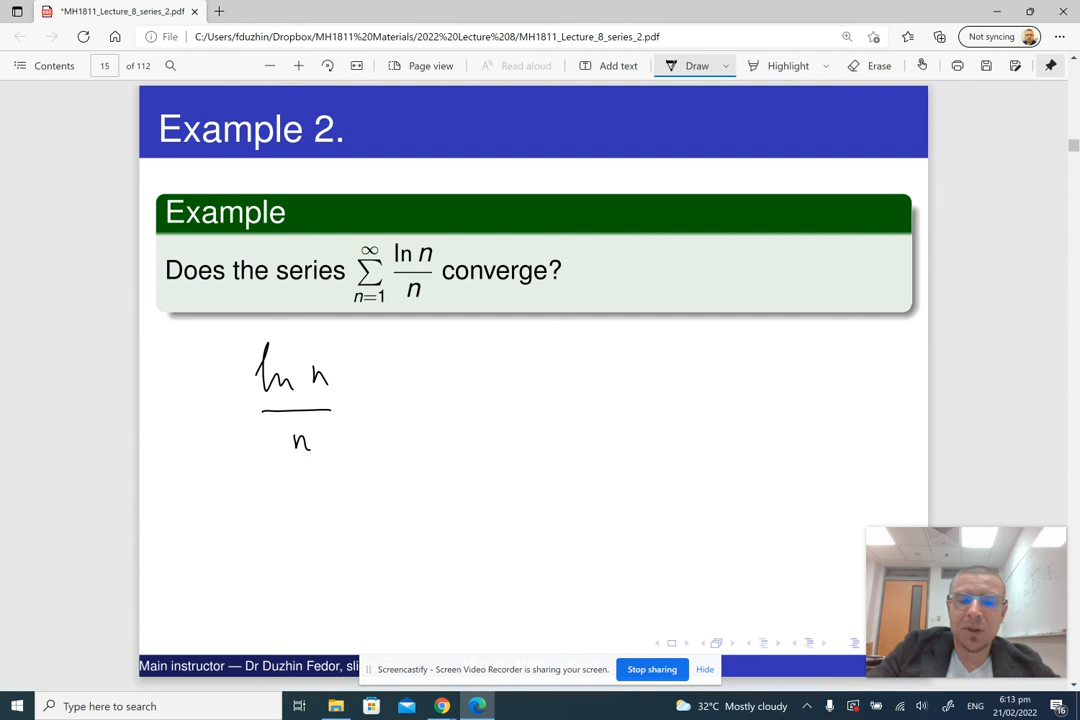 *MH1811_Lecture_8_series_2.pdf
File
C:/Users/fduzhin/Dropbox/MH1811%20Materials/2022%20Lecture%208/MH1811_Lecture_8_series_2.pdf
Not syncing
Contents
15 of 112
Page view
Read aloud
Add text
Draw
Highlight
Erase
Example 2.
Example
Does the series ∑_{n=1}^{∞} ln n / n converge?
ln n
n
Main instructor — Dr Duzhin Fedor, sli
Screencastify - Screen Video Recorder is sharing your screen.
Stop sharing
Hide
Type here to search
32°C Mostly cloudy
ENG
6:13 pm
21/02/2022
16